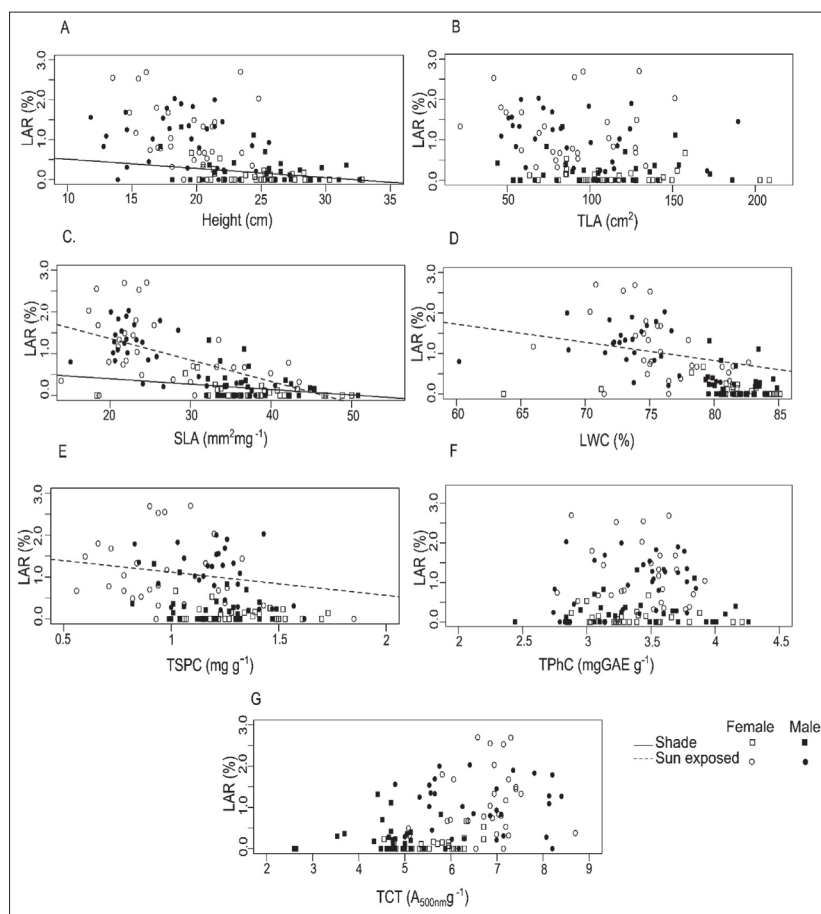 A
B
LAR (%)
0.0 1.0 2.0 3.0
10 15 20 25 30 35
Height (cm)
LAR (%)
0.0 1.0 2.0 3.0
50 100 150 200
TLA (cm²)
C.
D
LAR (%)
0.0 1.0 2.0 3.0
20 30 40 50
SLA (mm²mg⁻¹)
LAR (%)
0.0 1.0 2.0 3.0
60 65 70 75 80 85
LWC (%)
E
F
LAR (%)
0.0 1.0 2.0 3.0
0.5 1 1.5 2
TSPC (mg g⁻¹)
LAR (%)
0.0 1.0 2.0 3.0
2 2.5 3 3.5 4 4.5
TPhC (mgGAE g⁻¹)
G
LAR (%)
0.0 1.0 2.0 3.0
2 3 4 5 6 7 8 9
TCT (A500nmg⁻¹)
Female Male
Shade
Sun exposed